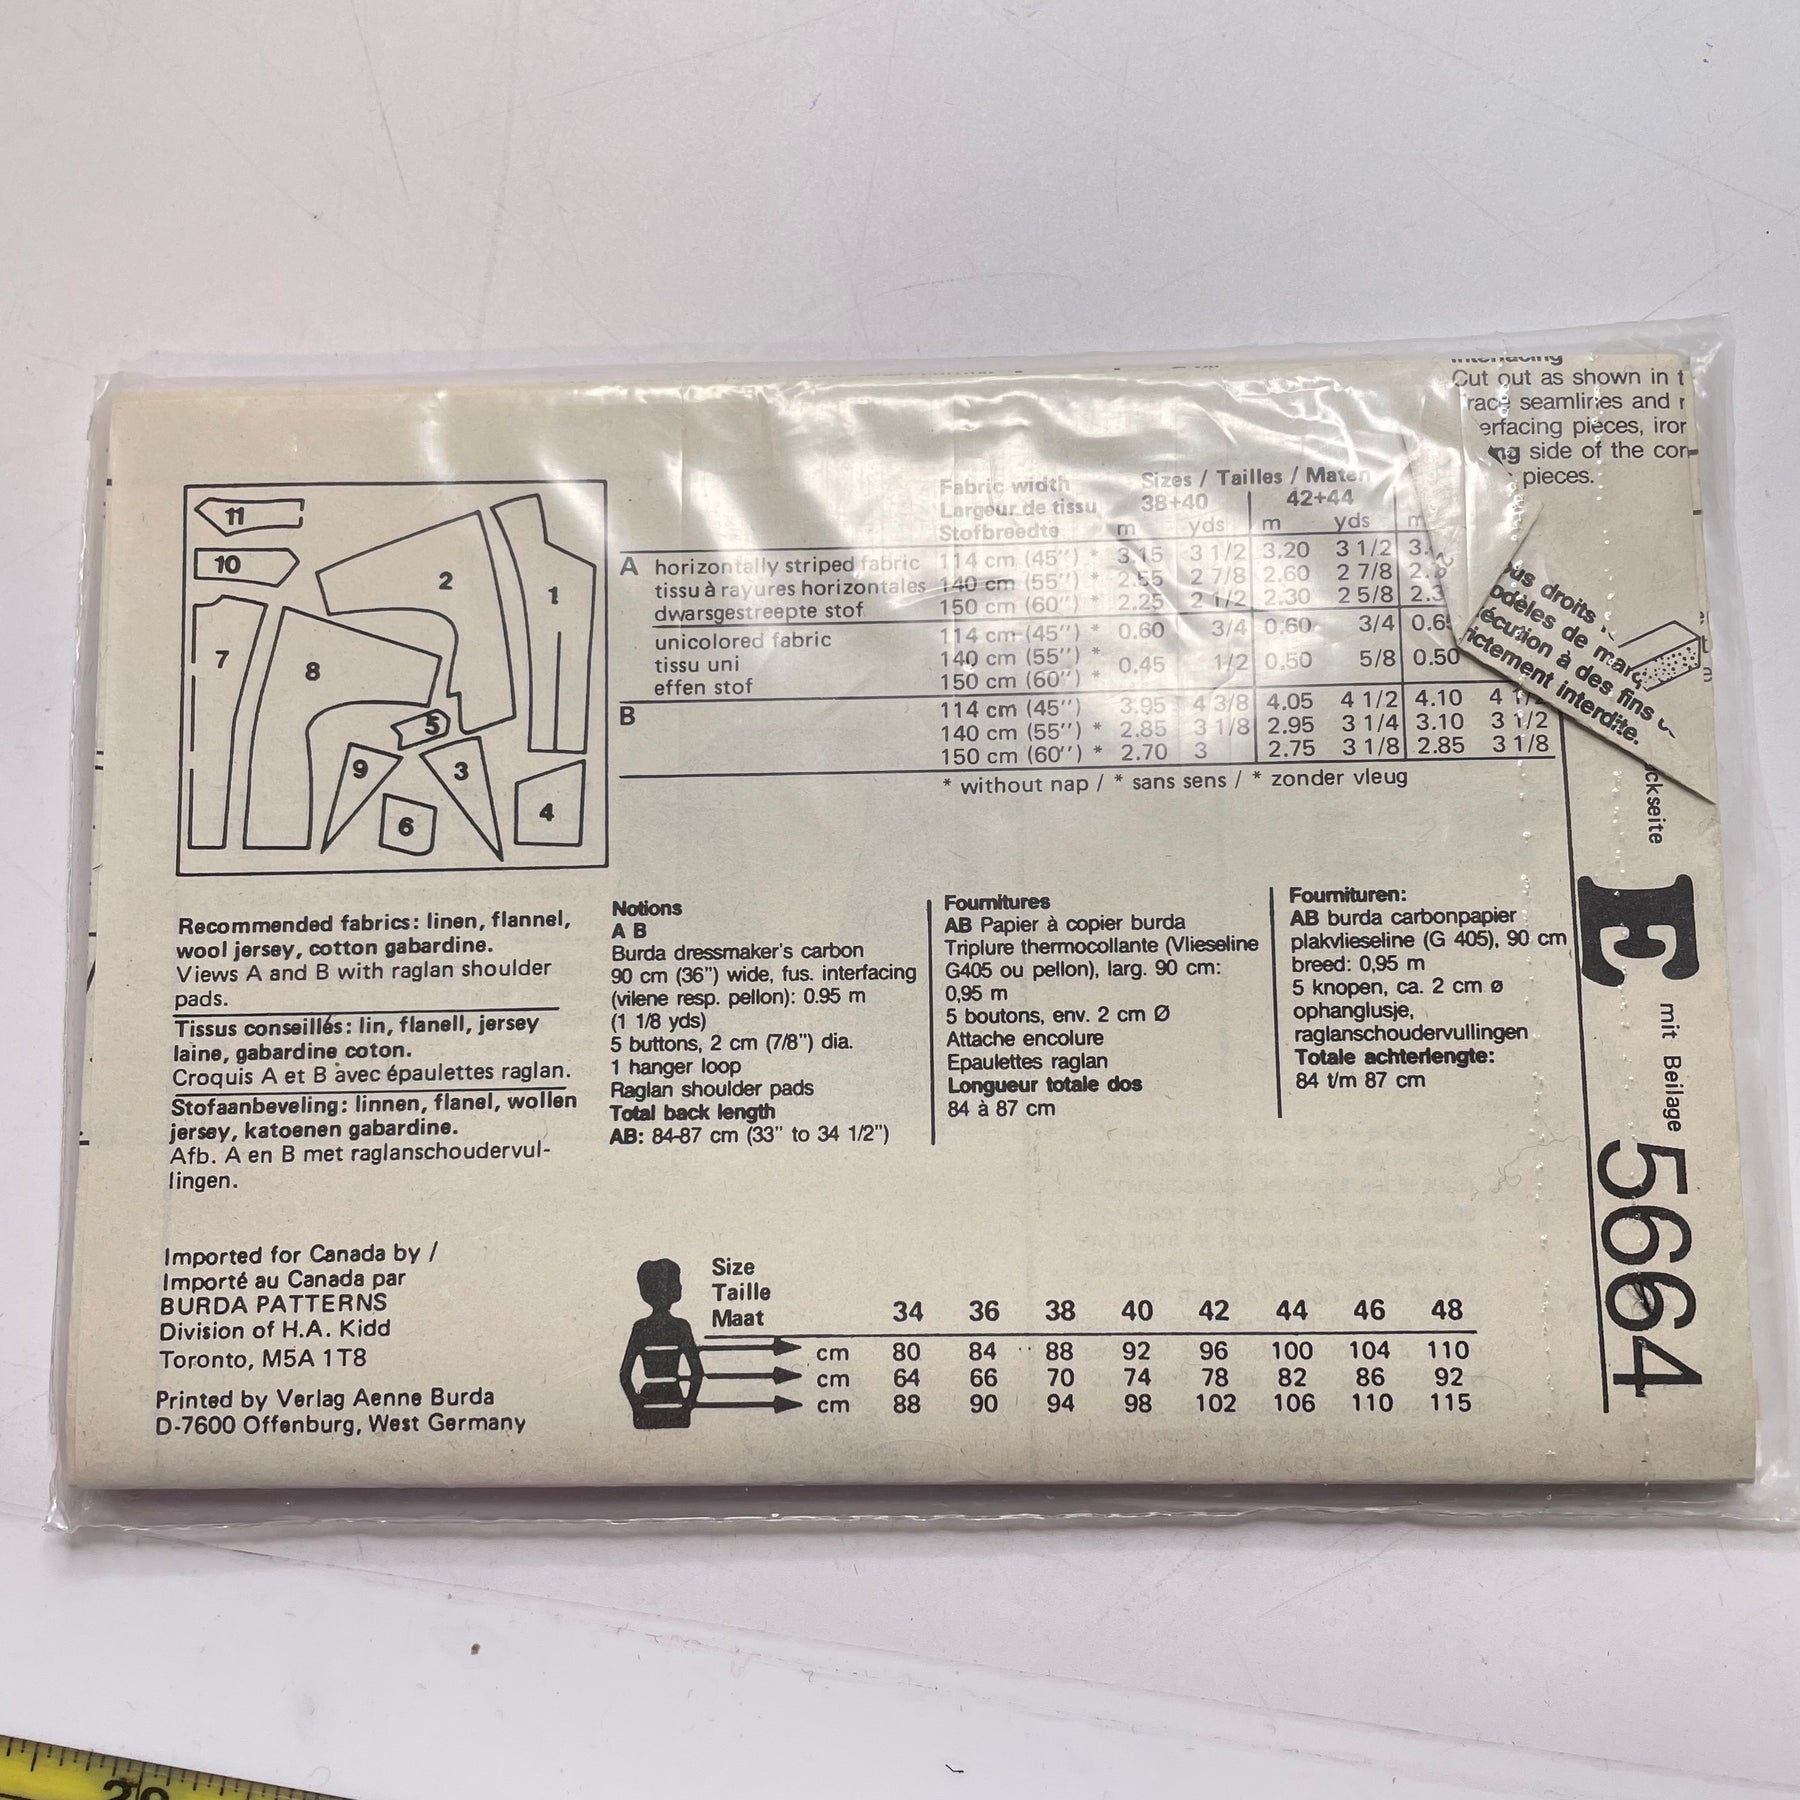 Cut out as shown in
seamlines and
pieces,
side of the
pieces.
Fabric width
Largeur de tissu
Stofbreedte
Sizes / Tailles / Maten
38+40 42+44
m yds m yds m
A horizontally striped fabric 114 cm (45'') * 3.15 3 1/2 3.20 3 1/2
tissu à rayures horizontales 140 cm (55'') * 2.55 2 7/8 2.60 2 7/8
dwarsgestreepte stof 150 cm (60'') * 2.25 2 1/2 2.30 2 5/8
unicolored fabric 114 cm (45'') * 0.60 3/4 0.60 3/4
tissu uni 140 cm (55'') *
effen stof 150 cm (60'') * 0.45 1/2 0.50 5/8 0.50
B 114 cm (45'') 3.95 4 3/8 4.05 4 1/2 4.10
140 cm (55'') * 2.85 3 1/8 2.95 3 1/4 3.10 3 1/2
150 cm (60'') * 2.70 3 2.75 3 1/8 2.85 3 1/8
* without nap / * sans sens / * zonder vleug
droits
de
à des fins
interdite.
11
10
2
1
7
8
5
9
3
6
4
Recommended fabrics: linen, flannel,
wool jersey, cotton gabardine.
Views A and B with raglan shoulder
pads.
Tissus conseillés: lin, flanell, jersey
laine, gabardine coton.
Croquis A et B avec épaulettes raglan.
Stofaanbeveling: linnen, flanel, wollen
jersey, katoenen gabardine.
Afb. A en B met raglanschoudervul-
lingen.
Notions
A B
Burda dressmaker's carbon
90 cm (36") wide, fus. interfacing
(vilene resp. pellon): 0.95 m
(1 1/8 yds)
5 buttons, 2 cm (7/8") dia.
1 hanger loop
Raglan shoulder pads
Total back length
AB: 84-87 cm (33" to 34 1/2")
Fournitures
AB Papier à copier burda
Triplure thermocollante (Vlieseline
G405 ou pellon), larg. 90 cm:
0,95 m
5 boutons, env. 2 cm Ø
Attache encolure
Epaulettes raglan
Longueur totale dos
84 à 87 cm
Fournituren:
AB burda carbonpapier
plakvlieseline (G 405), 90 cm
breed: 0,95 m
5 knopen, ca. 2 cm ø
ophanglusje,
raglanschoudervullingen
Totale achterlengte:
84 t/m 87 cm
E mit Beilage 5664
Imported for Canada by /
Importé au Canada par
BURDA PATTERNS
Division of H.A. Kidd
Toronto, M5A 1T8
Printed by Verlag Aenne Burda
D-7600 Offenburg, West Germany
Size
Taille
Maat 34 36 38 40 42 44 46 48
cm 80 84 88 92 96 100 104 110
cm 64 66 70 74 78 82 86 92
cm 88 90 94 98 102 106 110 115